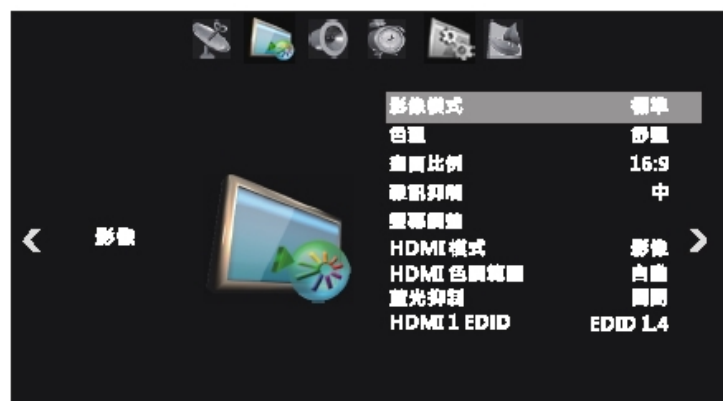 影像模式 標準
色溫 舒適
畫面比例 16:9
雜訊抑制 中
螢幕調整
影像
HDMI 模式 影像
HDMI 色調範圍 自動
藍光抑制 關閉
HDMI 1 EDID EDID 1.4